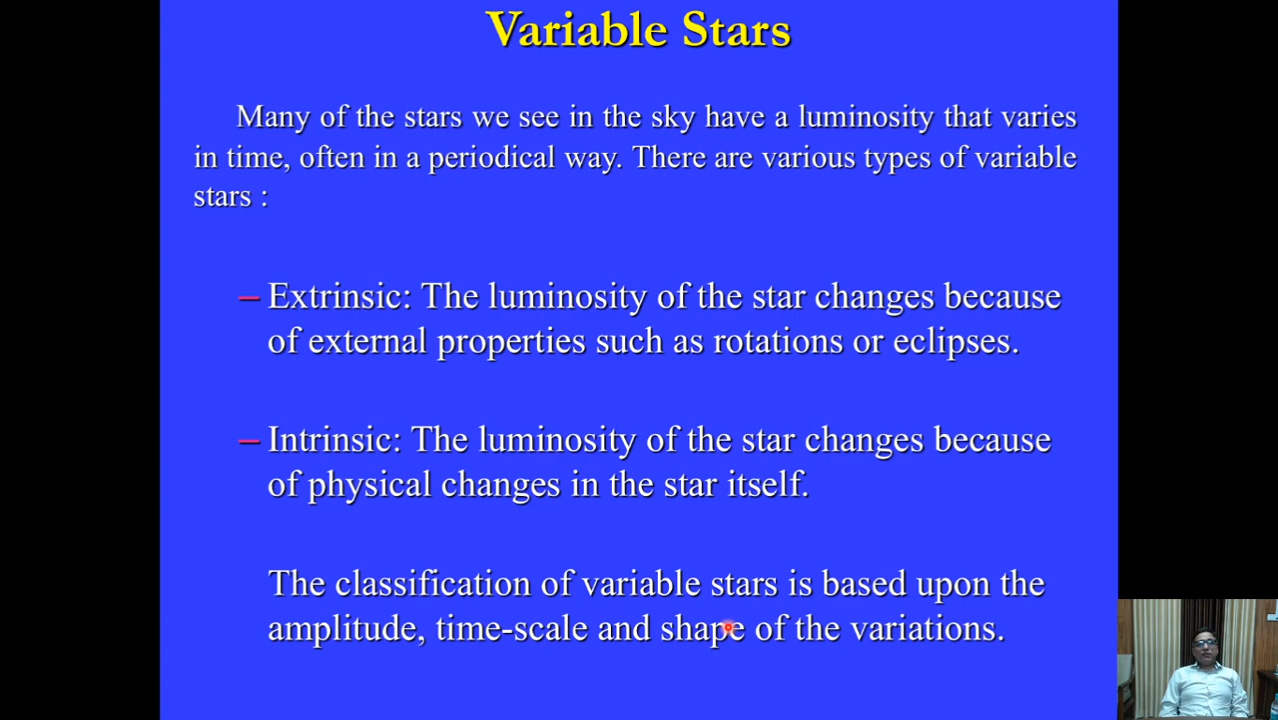 Variable Stars
Many of the stars we see in the sky have a luminosity that varies
in time, often in a periodical way. There are various types of variable
stars :
– Extrinsic: The luminosity of the star changes because
of external properties such as rotations or eclipses.
– Intrinsic: The luminosity of the star changes because
of physical changes in the star itself.
The classification of variable stars is based upon the
amplitude, time-scale and shape of the variations.